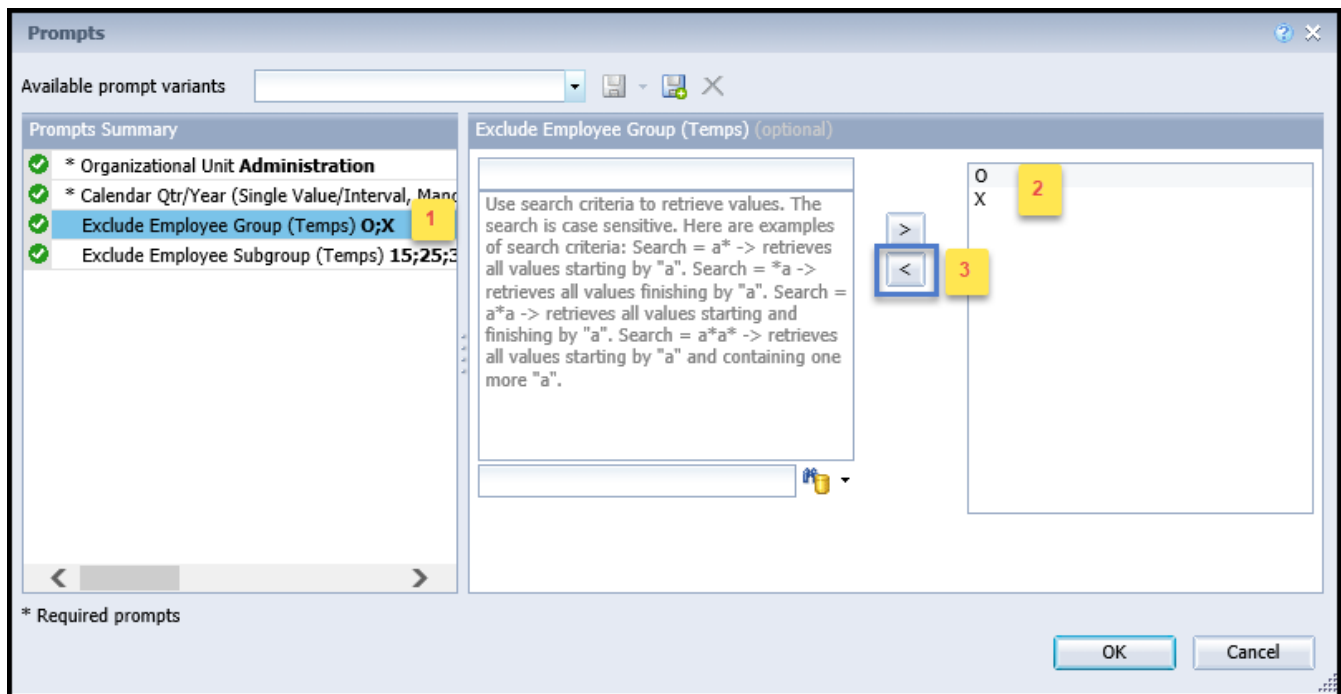 Prompts
Available prompt variants
Prompts Summary
* Organizational Unit Administration
* Calendar Qtr/Year (Single Value/Interval,
Exclude Employee Group (Temps) O;X
1
Exclude Employee Subgroup (Temps) 15;25;3
Exclude Employee Group (Temps) (optional)
Use search criteria to retrieve values. The
search is case sensitive. Here are examples
of search criteria: Search = a* -> retrieves
all values starting by "a". Search = *a ->
retrieves all values finishing by "a". Search =
a*a -> retrieves all values starting and
finishing by "a". Search = a*a* -> retrieves
all values starting by "a" and containing one
more "a".
>
<
3
O
X
2
* Required prompts
OK
Cancel